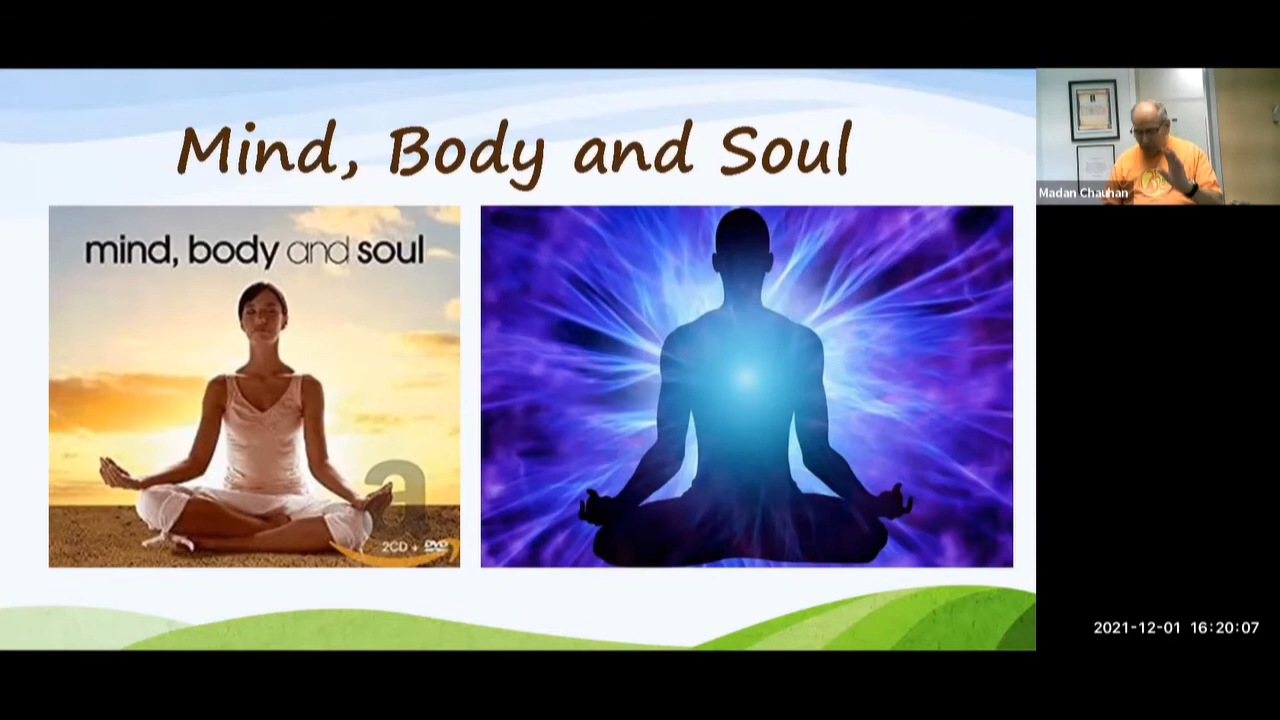 Mind, Body and Soul
mind, body and soul
a
2CD + DVD
Madan Chauhan
2021-12-01 16:20:07